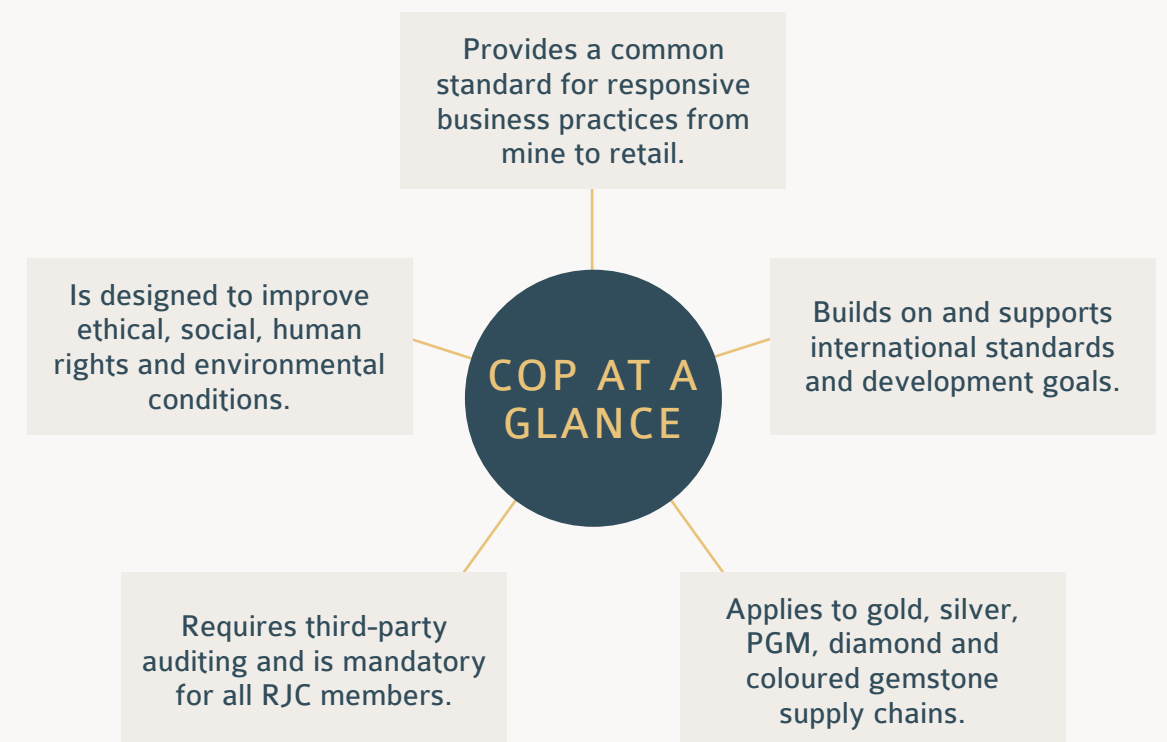 Provides a common
standard for responsive
business practices from
mine to retail.
Is designed to improve
ethical, social, human
rights and environmental
conditions.
COP AT A
GLANCE
Builds on and supports
international standards
and development goals.
Requires third-party
auditing and is mandatory
for all RJC members.
Applies to gold, silver,
PGM, diamond and
coloured gemstone
supply chains.